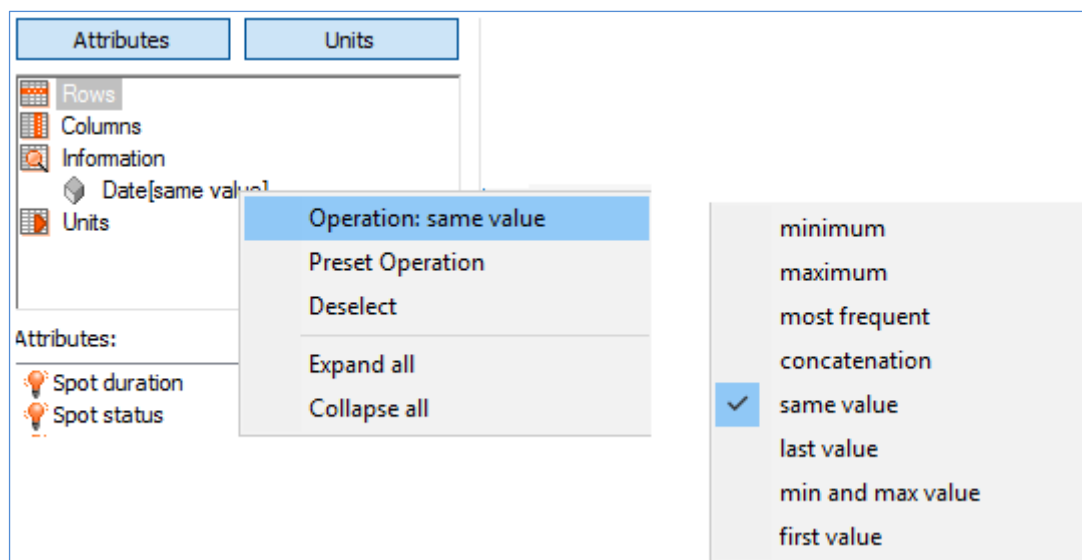 Attributes
Units
Rows
Columns
Information
Date[same value]
Units
Operation: same value
Preset Operation
Deselect
Expand all
Collapse all
Attributes:
Spot duration
Spot status
minimum
maximum
most frequent
concatenation
same value
last value
min and max value
first value